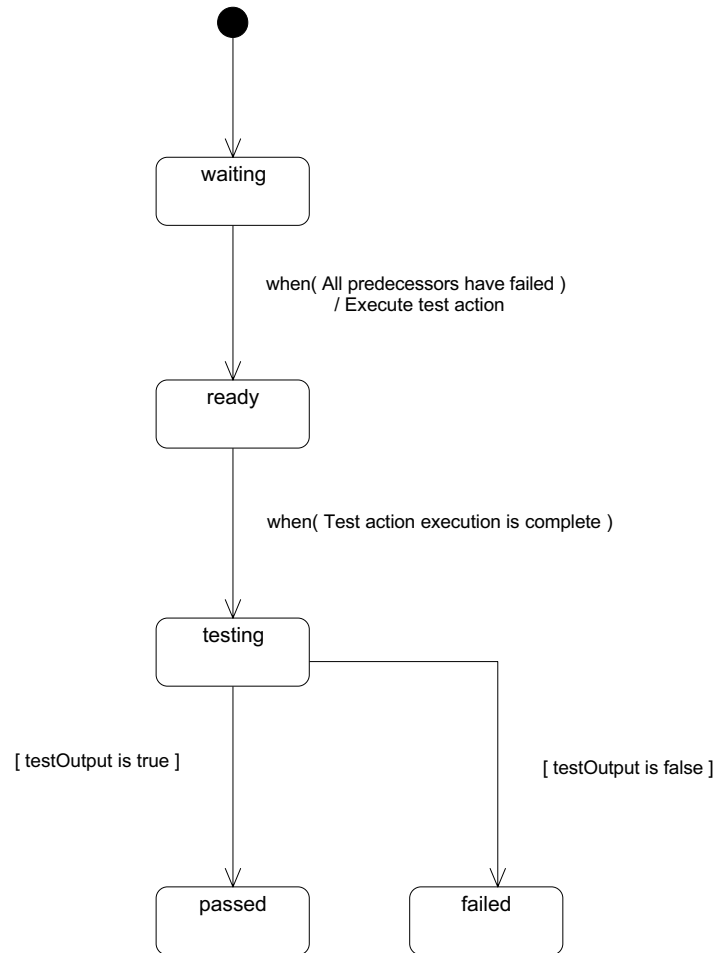 waiting
when( All predecessors have failed )
/ Execute test action
ready
when( Test action execution is complete )
testing
[ testOutput is true ]
[ testOutput is false ]
passed
failed